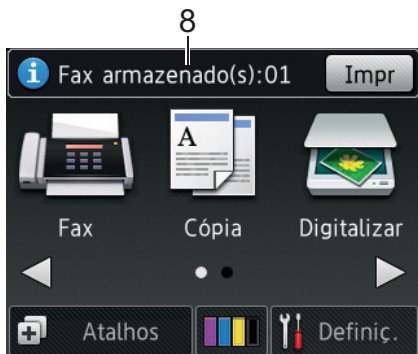 8
i Fax armazenado(s):01 Impr
A
Fax Cópia Digitalizar
Atalhos Definiç.